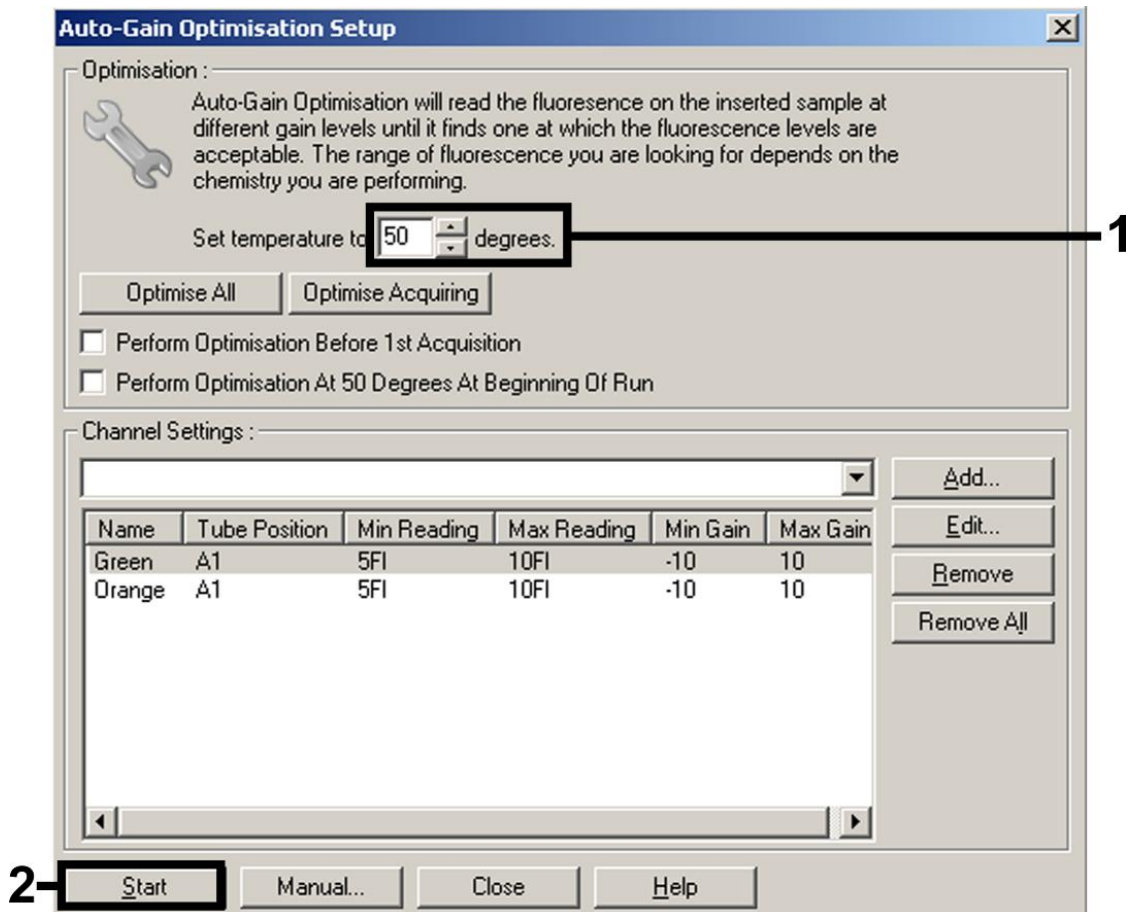 Auto-Gain Optimisation Setup
Optimisation :
Auto-Gain Optimisation will read the fluoresence on the inserted sample at
different gain levels until it finds one at which the fluorescence levels are
acceptable. The range of fluorescence you are looking for depends on the
chemistry you are performing.
Set temperature to 50 degrees.
1
Optimise All Optimise Acquiring
Perform Optimisation Before 1st Acquisition
Perform Optimisation At 50 Degrees At Beginning Of Run
Channel Settings :
Add...
Name Tube Position Min Reading Max Reading Min Gain Max Gain
Edit...
Green A1 5Fl 10Fl -10 10
Remove
Orange A1 5Fl 10Fl -10 10
Remove All
2
Start Manual... Close Help